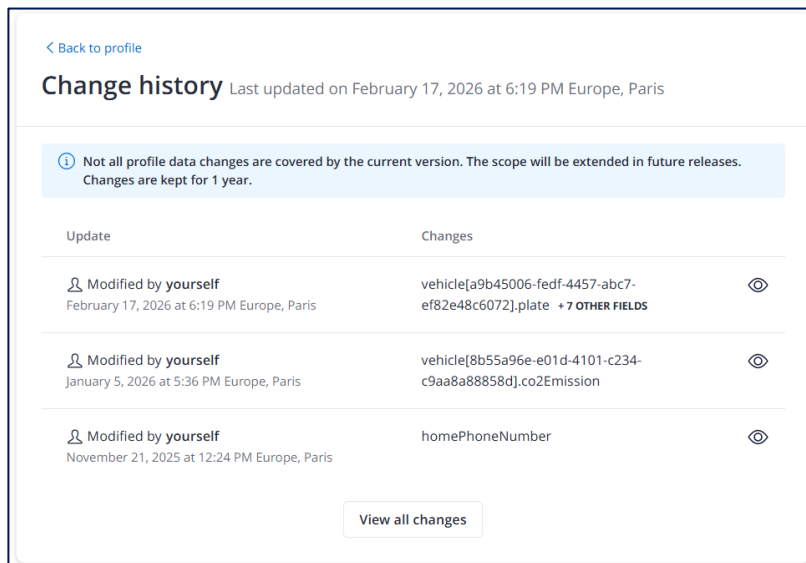 Back to profile
Change history Last updated on February 17, 2026 at 6:19 PM Europe, Paris
Not all profile data changes are covered by the current version. The scope will be extended in future releases.
Changes are kept for 1 year.
Update Changes
Modified by yourself vehicle[a9b45006-fedf-4457-abc7-
February 17, 2026 at 6:19 PM Europe, Paris ef82e48c6072].plate + 7 OTHER FIELDS
Modified by yourself vehicle[8b55a96e-e01d-4101-c234-
January 5, 2026 at 5:36 PM Europe, Paris c9aa8a88858d].co2Emission
Modified by yourself homePhoneNumber
November 21, 2025 at 12:24 PM Europe, Paris
View all changes